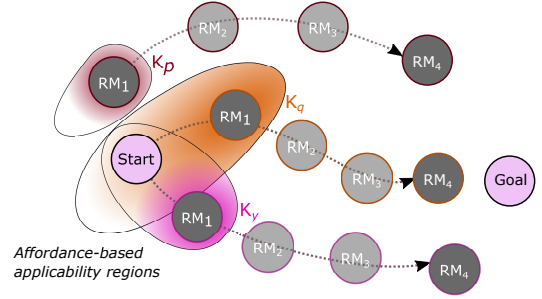 RM2
RM3
RM4
RM1
Kp
RM1
Kq
RM2
RM3
RM4
Start
Goal
RM1
Ky
RM2
RM3
RM4
Affordance-based
applicability regions